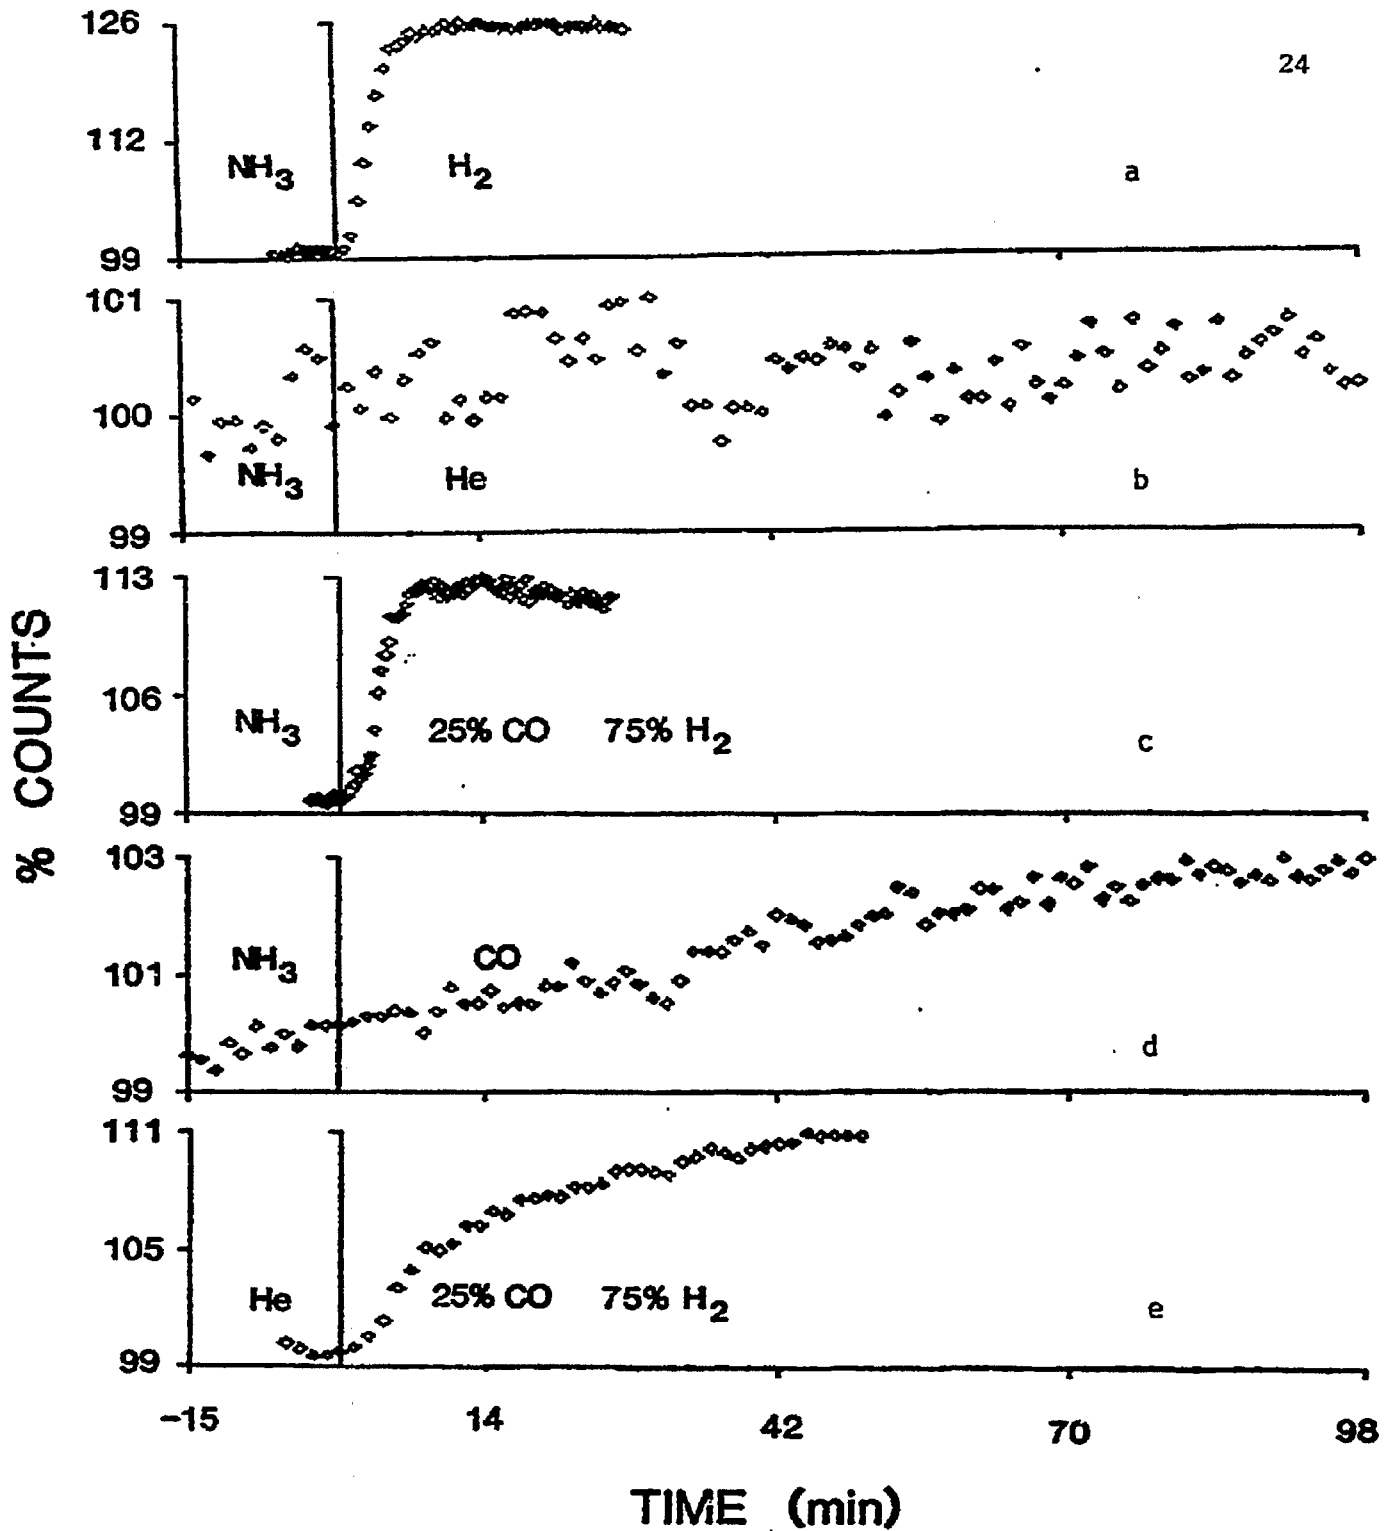 126
24
112
NH3
H2
a
99
101
100
NH3
He
b
99
113
106
NH3
25% CO 75% H2
c
99
103
NH3
CO
101
d
99
111
105
He
25% CO 75% H2
e
99
-15
14
42
70
98
% COUNTS
TIME (min)